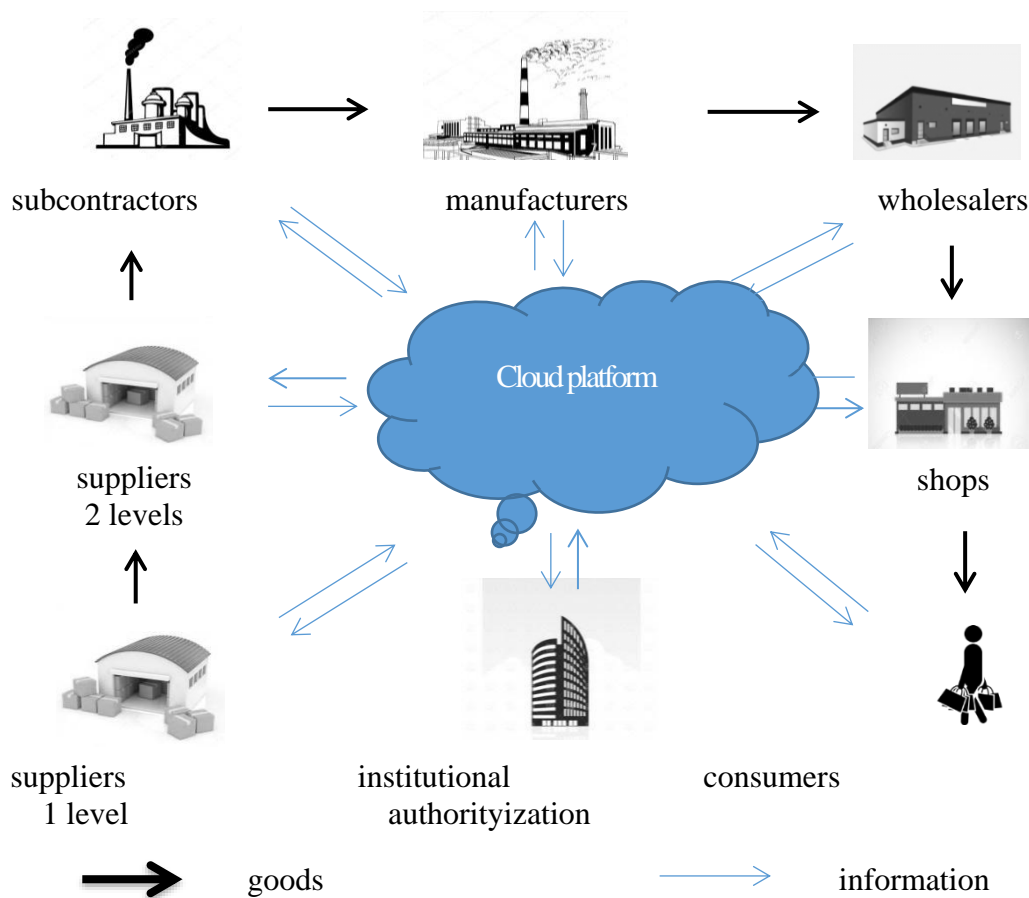 subcontractors
manufacturers
wholesalers
Cloud platform
suppliers
2 levels
shops
suppliers
1 level
institutional
authorityization
consumers
goods
information